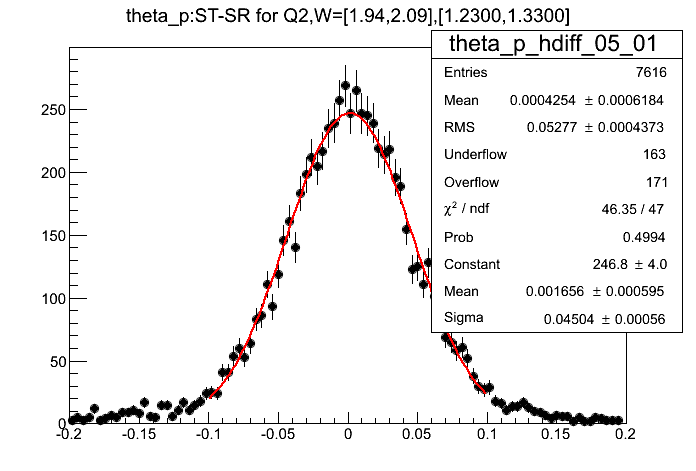 theta_p:ST-SR for Q2,W=[1.94,2.09],[1.2300,1.3300]
theta_p_hdiff_05_01
Entries 7616
Mean 0.0004254 ± 0.0006184
RMS 0.05277 ± 0.0004373
Underflow 163
Overflow 171
χ² / ndf 46.35 / 47
Prob 0.4994
Constant 246.8 ± 4.0
Mean 0.001656 ± 0.000595
Sigma 0.04504 ± 0.00056
250
200
150
100
50
0
-0.2 -0.15 -0.1 -0.05 0 0.05 0.1 0.15 0.2